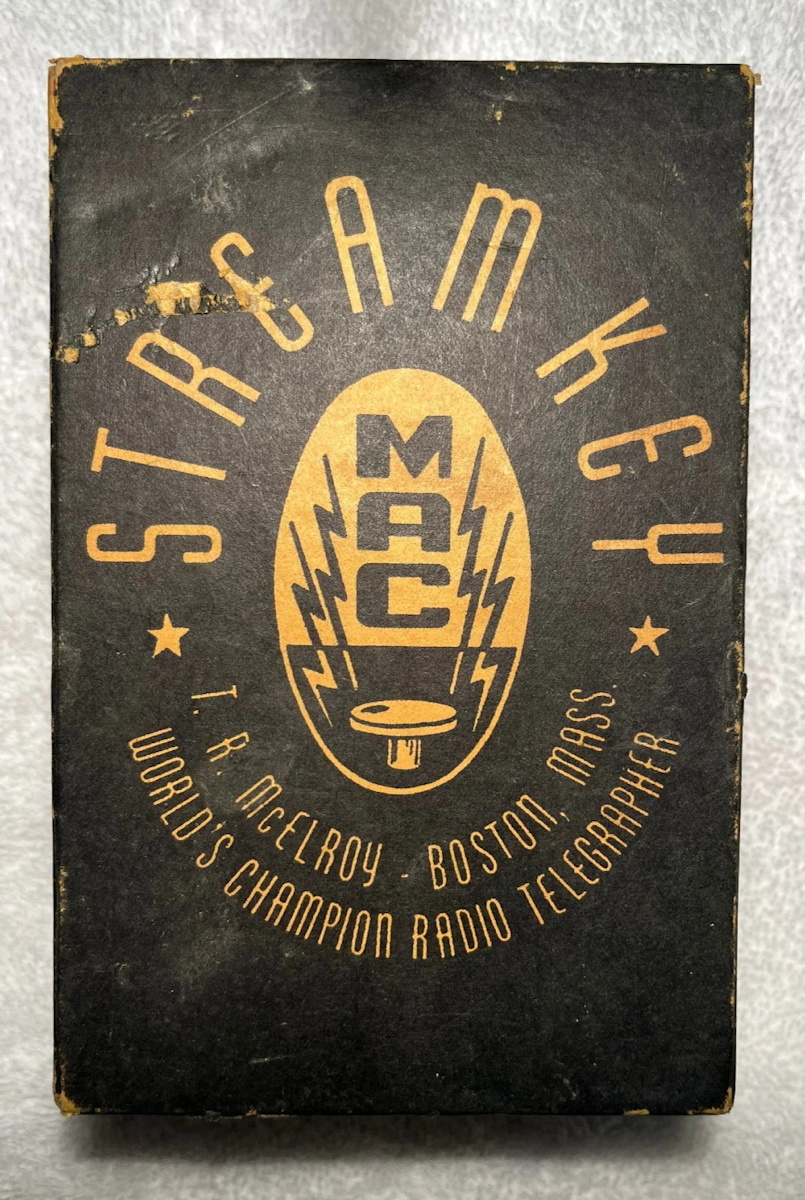 STREAMKEY
MAC
T. R. McELROY - BOSTON, MASS.
WORLD'S CHAMPION RADIO TELEGRAPHER